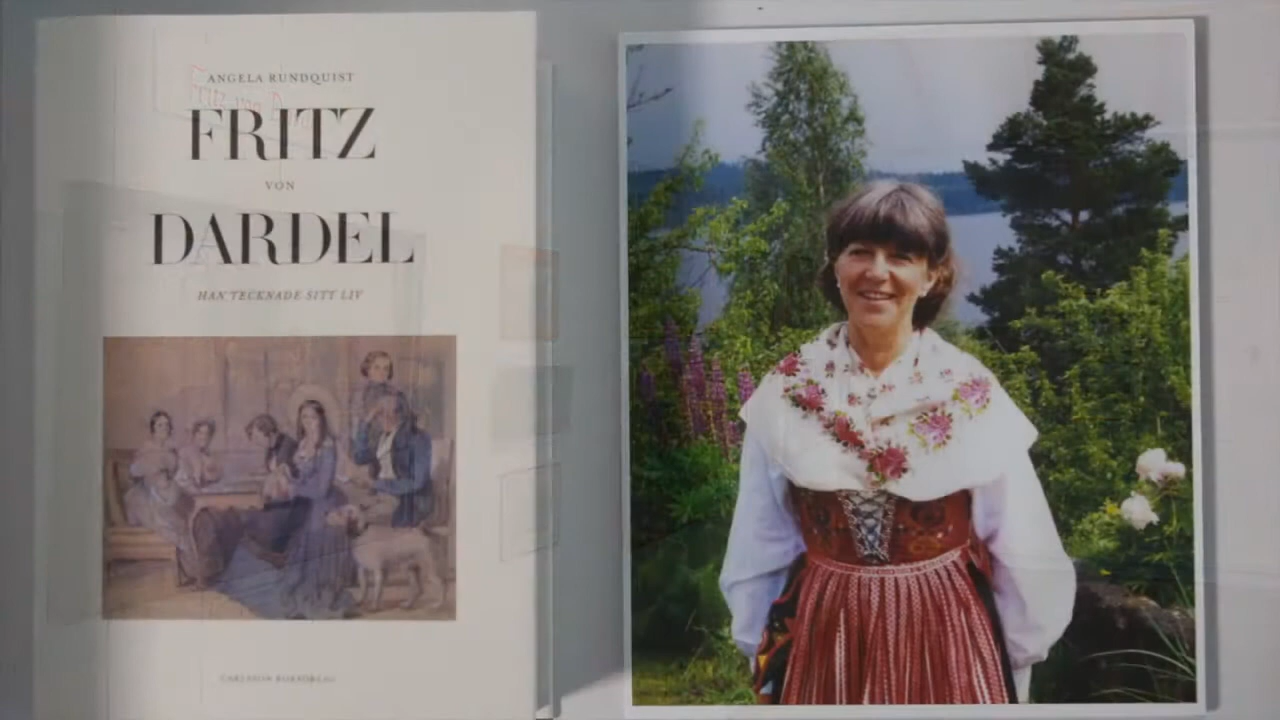 ANGELA RUNDQUIST
FRITZ
VON
DARDEL
HAN TECKNADE SITT LIV
CARLSSON BOKFÖRLAG